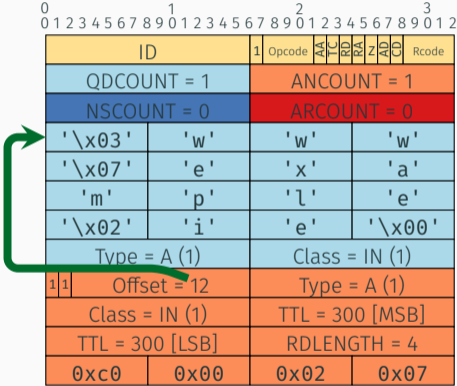 0 1 2 3
0 1 2 3 4 5 6 7 8 9 0 1 2 3 4 5 6 7 8 9 0 1 2 3 4 5 6 7 8 9 0 1 2
ID 1 Opcode AA TC RD RA Z AD CD Rcode
QDCOUNT = 1 ANCOUNT = 1
NSCOUNT = 0 ARCOUNT = 0
'\x03' 'w' 'w' 'w'
'\x07' 'e' 'x' 'a'
'm' 'p' 'l' 'e'
'\x02' 'i' 'e' '\x00'
Type = A (1) Class = IN (1)
1 1 Offset = 12 Type = A (1)
Class = IN (1) TTL = 300 [MSB]
TTL = 300 [LSB] RDLENGTH = 4
0xc0 0x00 0x02 0x07